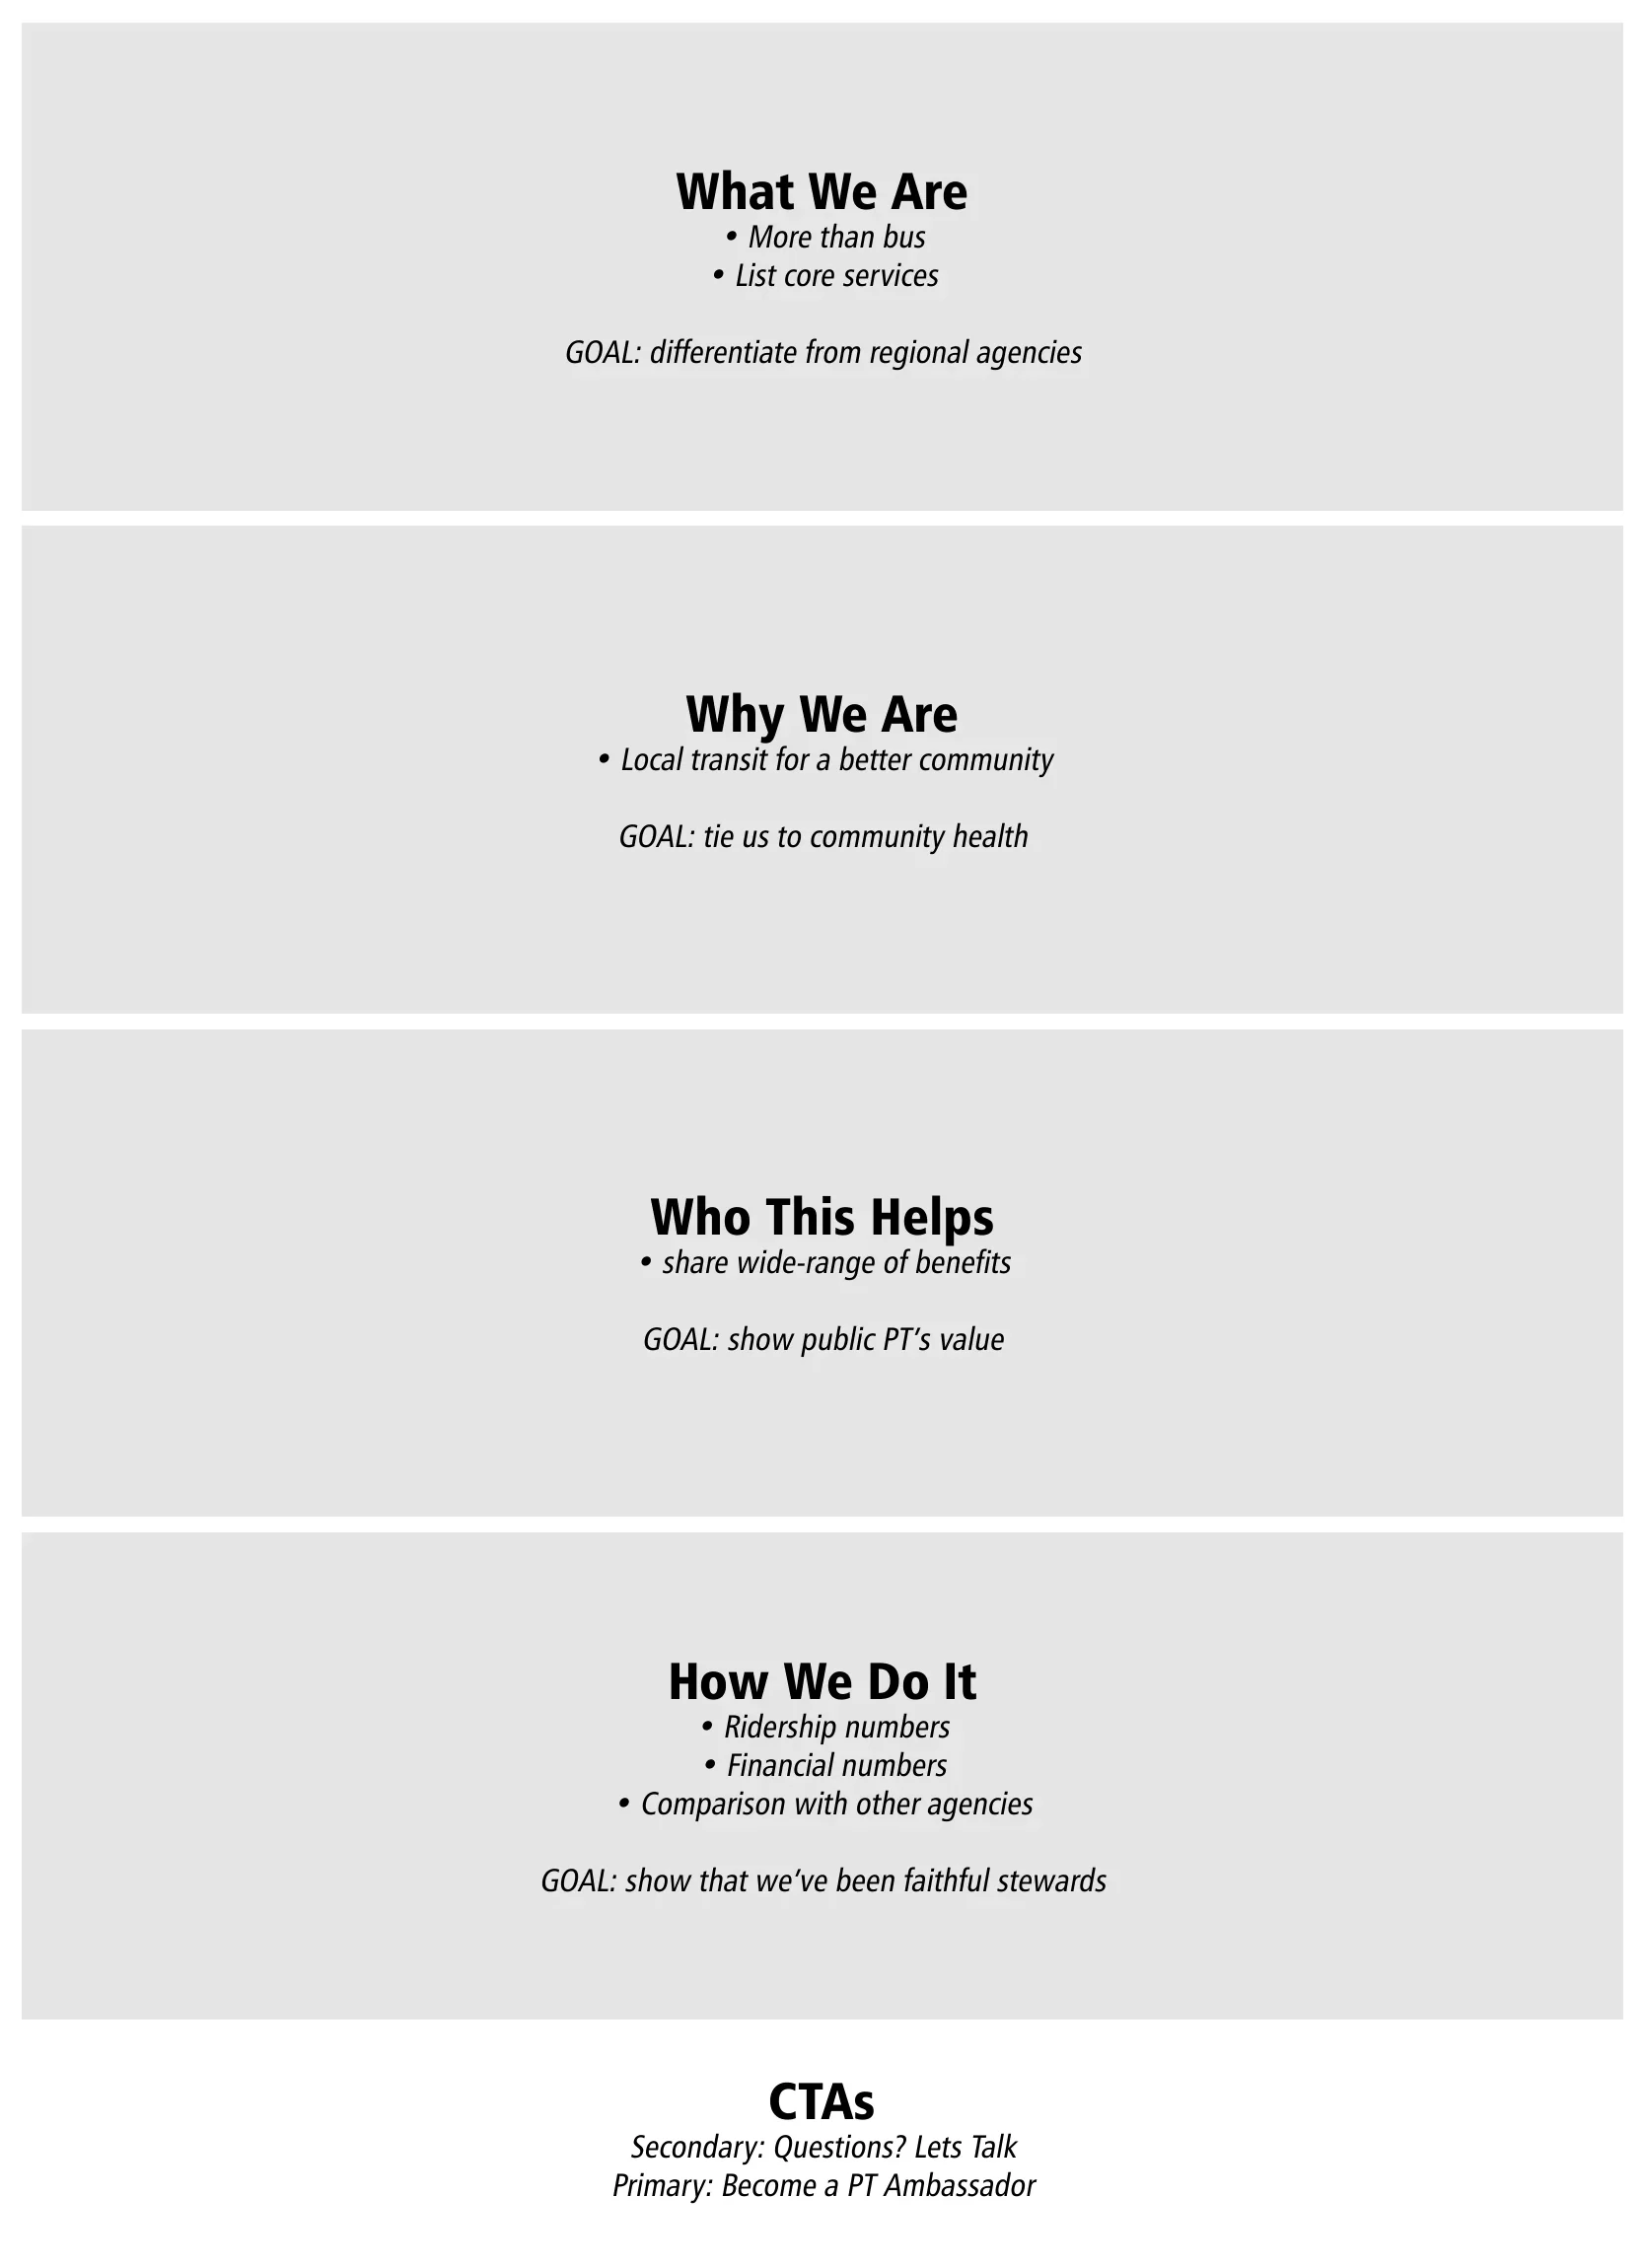 What We Are
• More than bus
• List core services
GOAL: differentiate from regional agencies
Why We Are
• Local transit for a better community
GOAL: tie us to community health
Who This Helps
• share wide-range of benefits
GOAL: show public PT’s value
How We Do It
• Ridership numbers
• Financial numbers
• Comparison with other agencies
GOAL: show that we’ve been faithful stewards
CTAs
Secondary: Questions? Lets Talk
Primary: Become a PT Ambassador